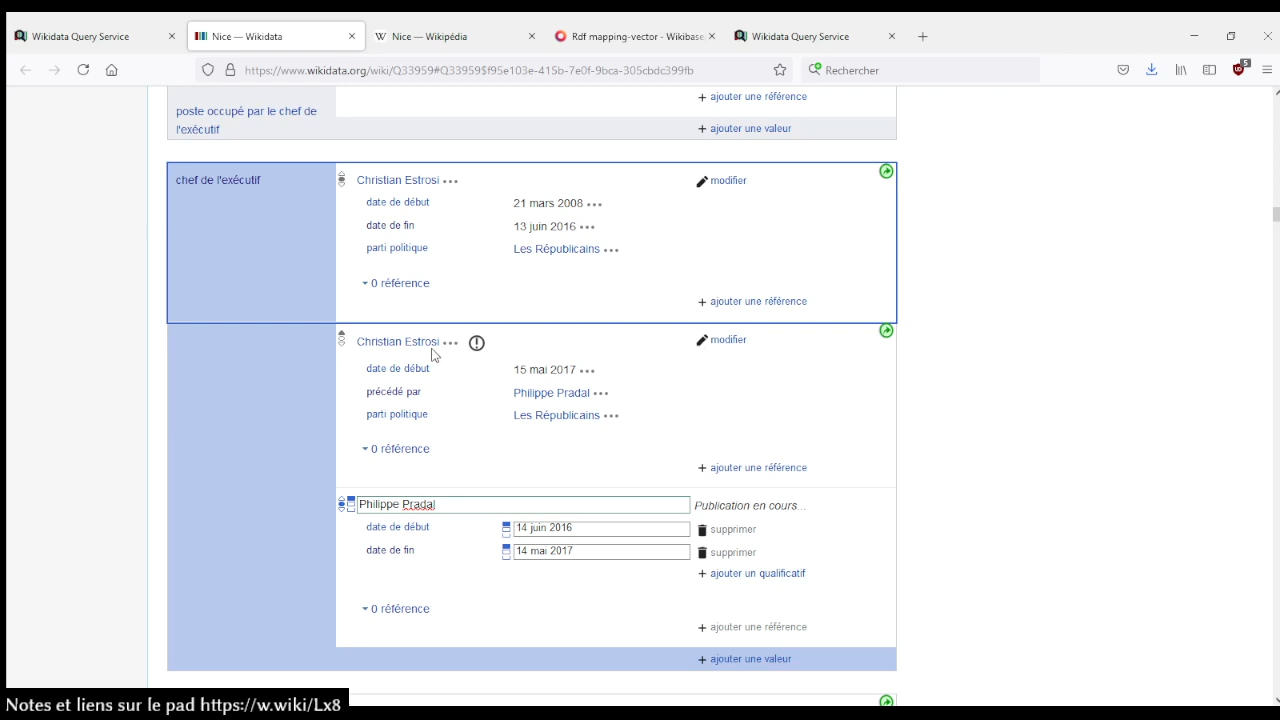 Wikidata Query Service
Nice — Wikidata
Nice — Wikipédia
Rdf mapping-vector - Wikibase.
Wikidata Query Service
https://www.wikidata.org/wiki/Q33959#Q33959$f95e103e-415b-7e0f-9bca-305cbdc399fb
Rechercher
5
+ ajouter une référence
poste occupé par le chef de
l'exécutif
+ ajouter une valeur
chef de l'exécutif
Christian Estrosi
modifier
date de début 21 mars 2008
date de fin 13 juin 2016
parti politique Les Républicains
0 référence
+ ajouter une référence
Christian Estrosi
modifier
date de début 15 mai 2017
précédé par Philippe Pradal
parti politique Les Républicains
0 référence
+ ajouter une référence
Philippe Pradal Publication en cours...
date de début 14 juin 2016 supprimer
date de fin 14 mai 2017 supprimer
+ ajouter un qualificatif
0 référence
+ ajouter une référence
+ ajouter une valeur
Notes et liens sur le pad https://w.wiki/Lx8